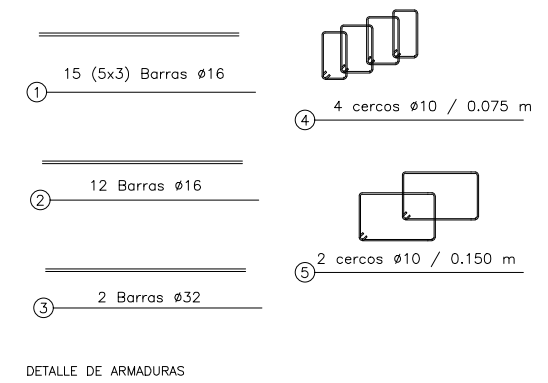 15 (5x3) Barras ø16
1
12 Barras ø16
2
2 Barras ø32
3
4 cercos ø10 / 0.075 m
4
2 cercos ø10 / 0.150 m
5
DETALLE DE ARMADURAS